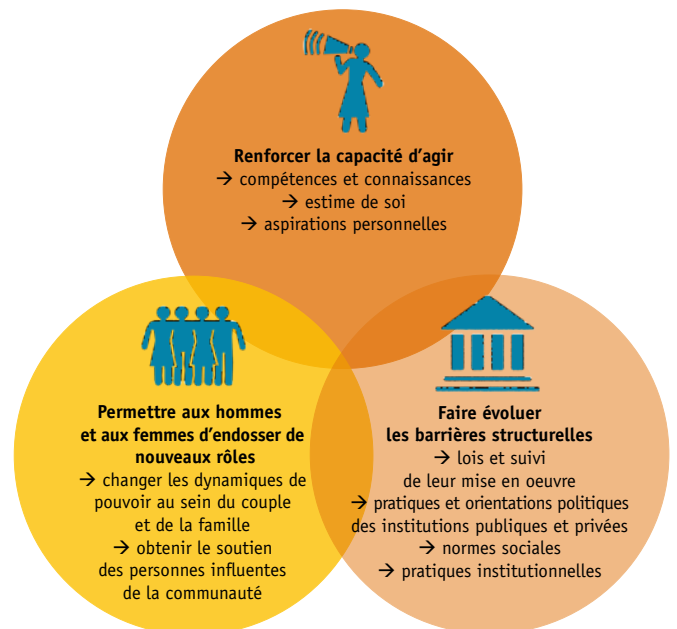 Renforcer la capacité d'agir
→ compétences et connaissances
→ estime de soi
→ aspirations personnelles
Permettre aux hommes
et aux femmes d'endosser de
nouveaux rôles
→ changer les dynamiques de
pouvoir au sein du couple
et de la famille
→ obtenir le soutien
des personnes influentes
de la communauté
Faire évoluer
les barrières structurelles
→ lois et suivi
de leur mise en oeuvre
→ pratiques et orientations politiques
des institutions publiques et privées
→ normes sociales
→ pratiques institutionnelles